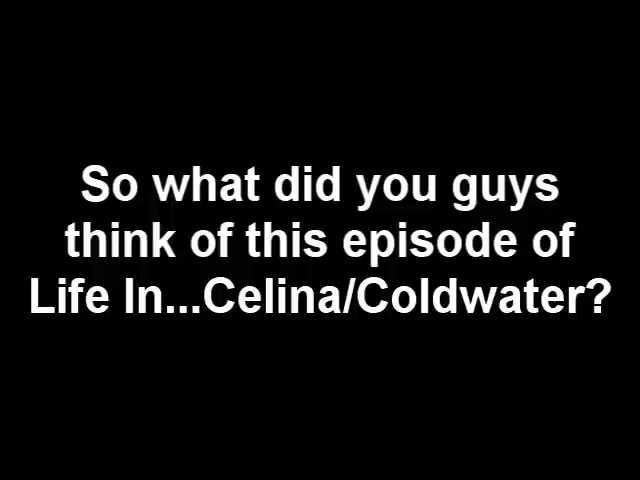 So what did you guys
think of this episode of
Life In...Celina/Coldwater?